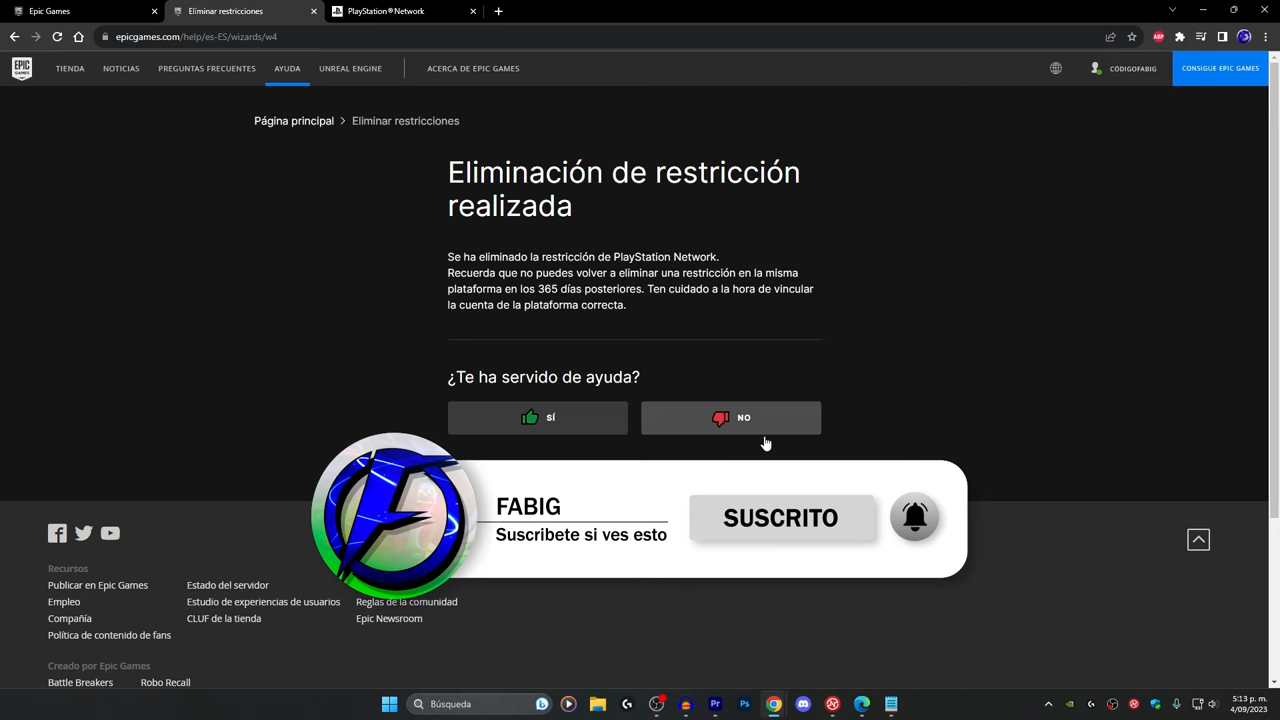 Epic Games
Eliminar restricciones
PlayStation®Network
epicgames.com/help/es-ES/wizards/w4
ABP
EPIC
GAMES
TIENDA
NOTICIAS
PREGUNTAS FRECUENTES
AYUDA
UNREAL ENGINE
ACERCA DE EPIC GAMES
CODIGOFABIG
CONSIGUE EPIC GAMES
Página principal > Eliminar restricciones
Eliminación de restricción
realizada
Se ha eliminado la restricción de PlayStation Network.
Recuerda que no puedes volver a eliminar una restricción en la misma
plataforma en los 365 días posteriores. Ten cuidado a la hora de vincular
la cuenta de la plataforma correcta.
¿Te ha servido de ayuda?
SÍ
NO
FABIG
Suscribete si ves esto
SUSCRITO
Recursos
Publicar en Epic Games
Estado del servidor
Empleo
Estudio de experiencias de usuarios
Reglas de la comunidad
Compañía
CLUF de la tienda
Epic Newsroom
Política de contenido de fans
Creado por Epic Games
Battle Breakers
Robo Recall
Búsqueda
Pr
Ps
5:13 p. m.
4/09/2023